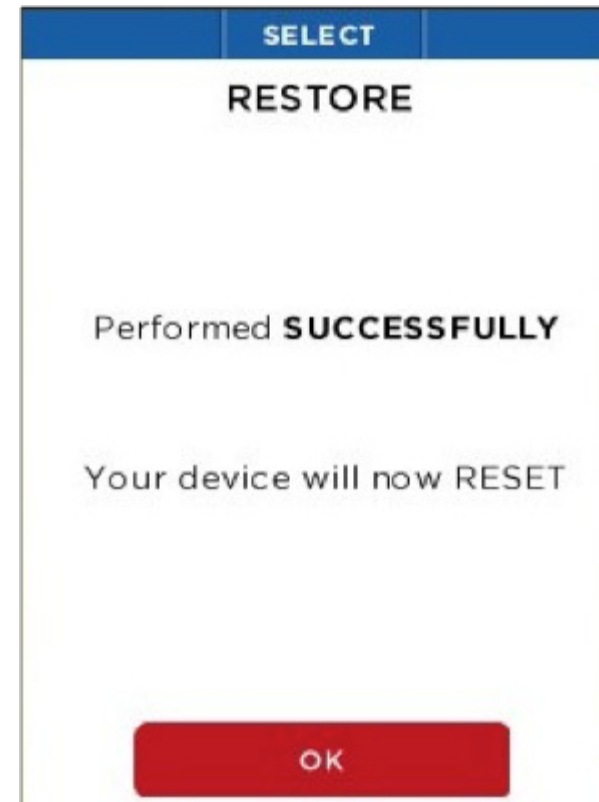 SELECT
RESTORE
Performed SUCCESSFULLY
Your device will now RESET
OK